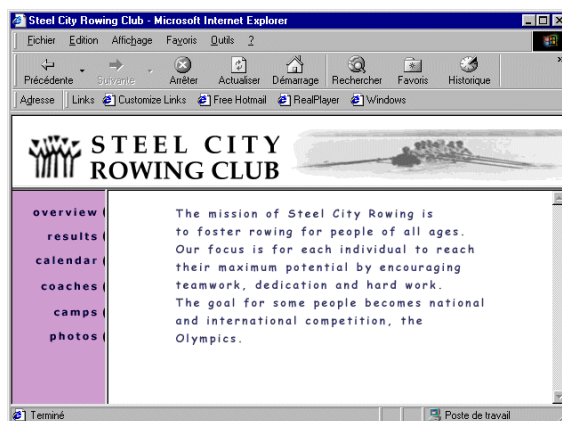 Steel City Rowing Club - Microsoft Internet Explorer
Fichier Edition Affichage Favoris Outils ?
Précédente Suivante Arrêter Actualiser Démarrage Rechercher Favoris Historique »
Adresse Links Customize Links Free Hotmail RealPlayer Windows
STEEL CITY
ROWING CLUB
overview
results
calendar
coaches
camps
photos
The mission of Steel City Rowing is
to foster rowing for people of all ages.
Our focus is for each individual to reach
their maximum potential by encouraging
teamwork, dedication and hard work.
The goal for some people becomes national
and international competition, the
Olympics.
Terminé Poste de travail